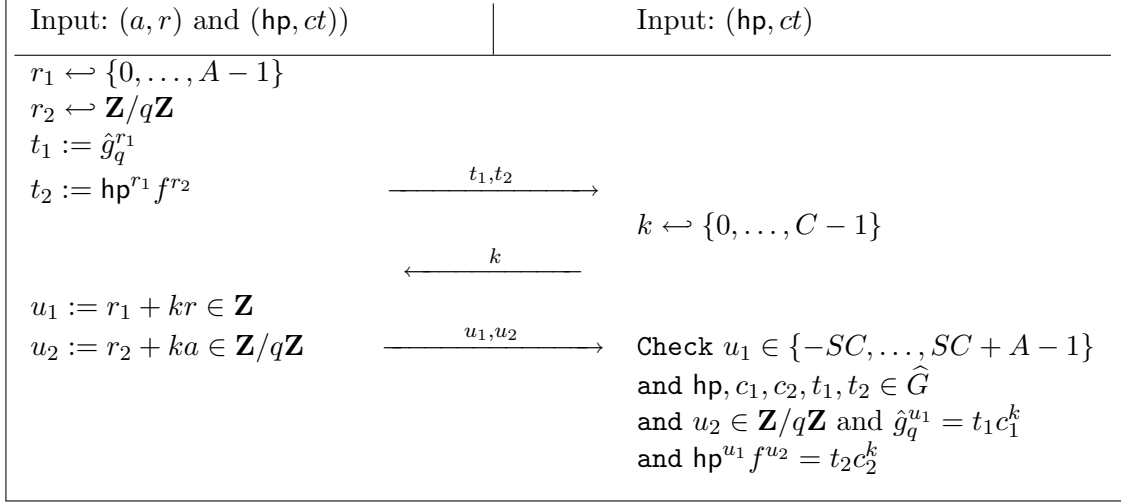 Input: (a, r) and (hp, ct)) Input: (hp, ct)
r₁ ↩ {0, . . . , A − 1}
r₂ ↩ Z/qZ
t₁ := ĝ_q^{r₁}
t₂ := hp^{r₁} f^{r₂} t₁,t₂
k ↩ {0, . . . , C − 1}
k
u₁ := r₁ + kr ∈ Z
u₂ := r₂ + ka ∈ Z/qZ u₁,u₂ Check u₁ ∈ {−SC, . . . , SC + A − 1}
and hp, c₁, c₂, t₁, t₂ ∈ Ĝ
and u₂ ∈ Z/qZ and ĝ_q^{u₁} = t₁c₁^k
and hp^{u₁} f^{u₂} = t₂c₂^k